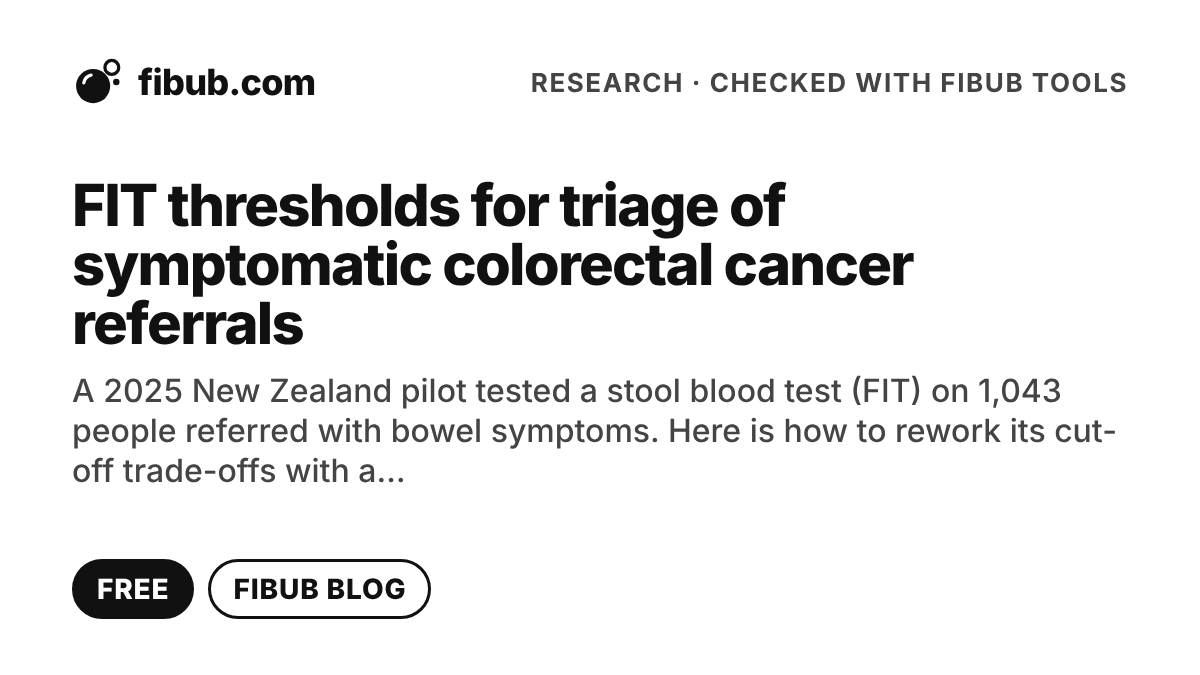 fibub.com
RESEARCH · CHECKED WITH FIBUB TOOLS
FIT thresholds for triage of
symptomatic colorectal cancer
referrals
A 2025 New Zealand pilot tested a stool blood test (FIT) on 1,043
people referred with bowel symptoms. Here is how to rework its cut-
off trade-offs with a...
FREE
FIBUB BLOG